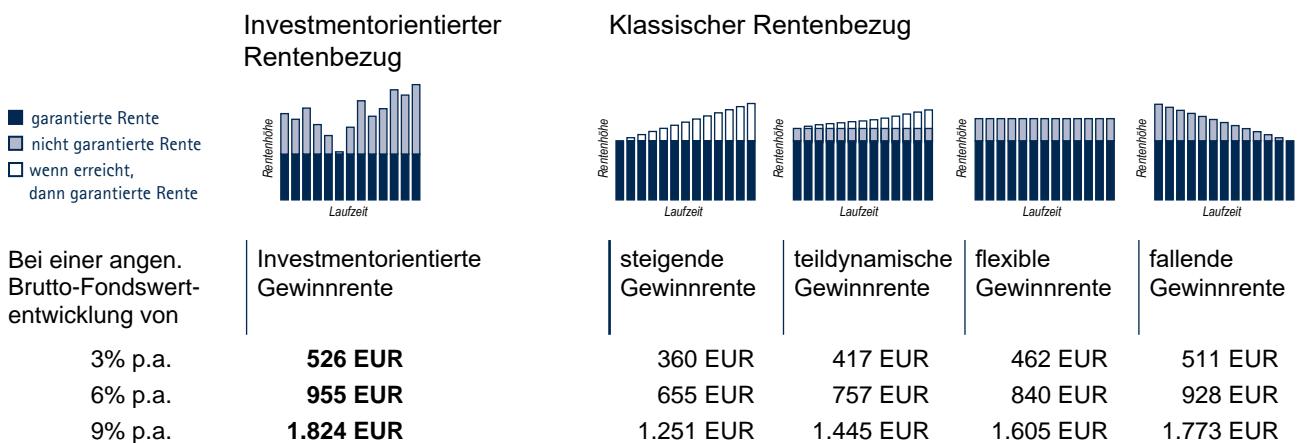 Investmentorientierter
Rentenbezug
Klassischer Rentenbezug
garantierte Rente
nicht garantierte Rente
wenn erreicht,
dann garantierte Rente
Rentenhöhe
Laufzeit
Rentenhöhe
Laufzeit
Rentenhöhe
Laufzeit
Rentenhöhe
Laufzeit
Rentenhöhe
Laufzeit
Bei einer angen.
Brutto-Fondswert-
entwicklung von
Investmentorientierte
Gewinnrente
steigende
Gewinnrente
teildynamische
Gewinnrente
flexible
Gewinnrente
fallende
Gewinnrente
3% p.a. 526 EUR 360 EUR 417 EUR 462 EUR 511 EUR
6% p.a. 955 EUR 655 EUR 757 EUR 840 EUR 928 EUR
9% p.a. 1.824 EUR 1.251 EUR 1.445 EUR 1.605 EUR 1.773 EUR